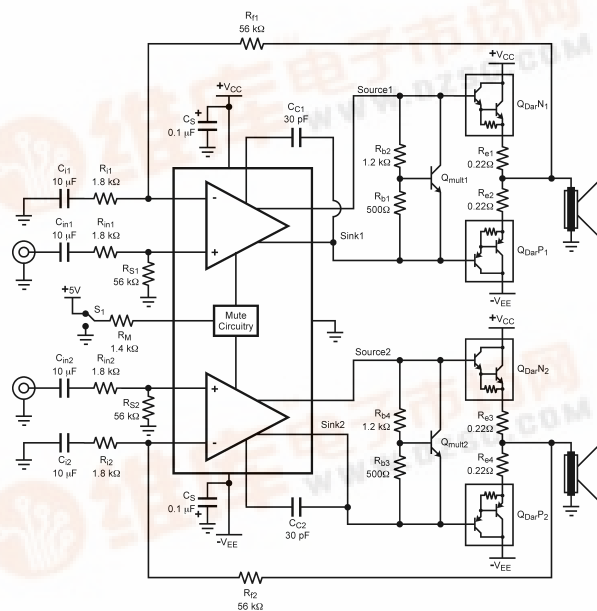 Rf1
56 kΩ
+VCC
+VCC
Source1
QDarN1
CS
0.1 µF
+
CC1
30 pF
Rb2
1.2 kΩ
Re1
0.22Ω
Ci1
10 µF
Ri1
1.8 kΩ
-
Qmult1
Rb1
500Ω
Re2
0.22Ω
Cin1
10 µF
Rin1
1.8 kΩ
+
Sink1
RS1
56 kΩ
QDarP1
+5V
S1
-VEE
Mute
Circuitry
RM
1.4 kΩ
+VCC
Cin2
10 µF
Rin2
1.8 kΩ
Source2
QDarN2
+
RS2
56 kΩ
Rb4
1.2 kΩ
Sink2
Re3
0.22Ω
Ci2
10 µF
Ri2
1.8 kΩ
-
Qmult2
Rb3
500Ω
Re4
0.22Ω
CS
0.1 µF
+
CC2
30 pF
QDarP2
-VEE
-VEE
Rf2
56 kΩ